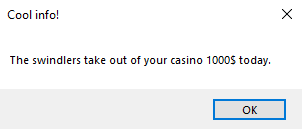 Cool info!
The swindlers take out of your casino 1000$ today.
OK